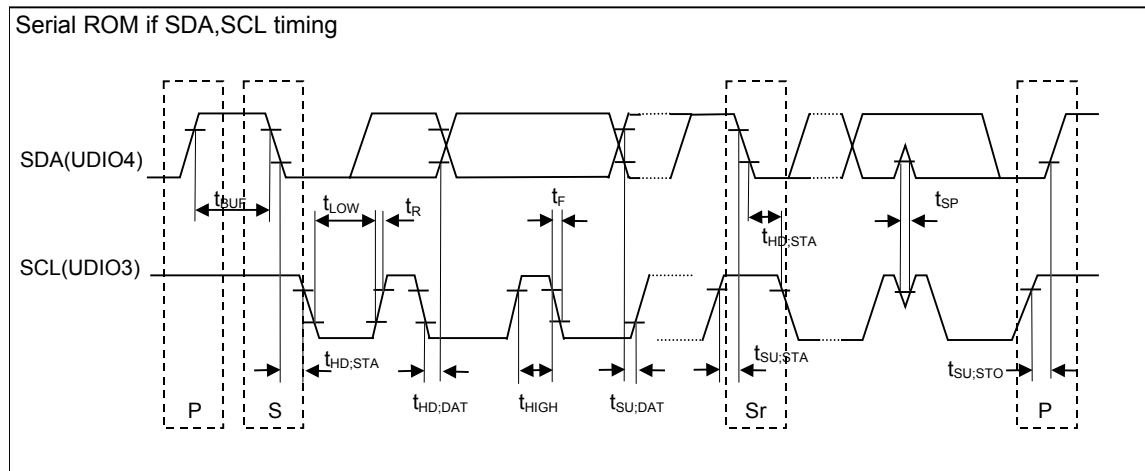 Serial ROM if SDA,SCL timing
SDA(UDIO4)
tBUF
tLOW
tR
tF
tHD;STA
tSP
SCL(UDIO3)
tHD;STA
tHD;DAT
tHIGH
tSU;DAT
tSU;STA
tSU;STO
P
S
Sr
P